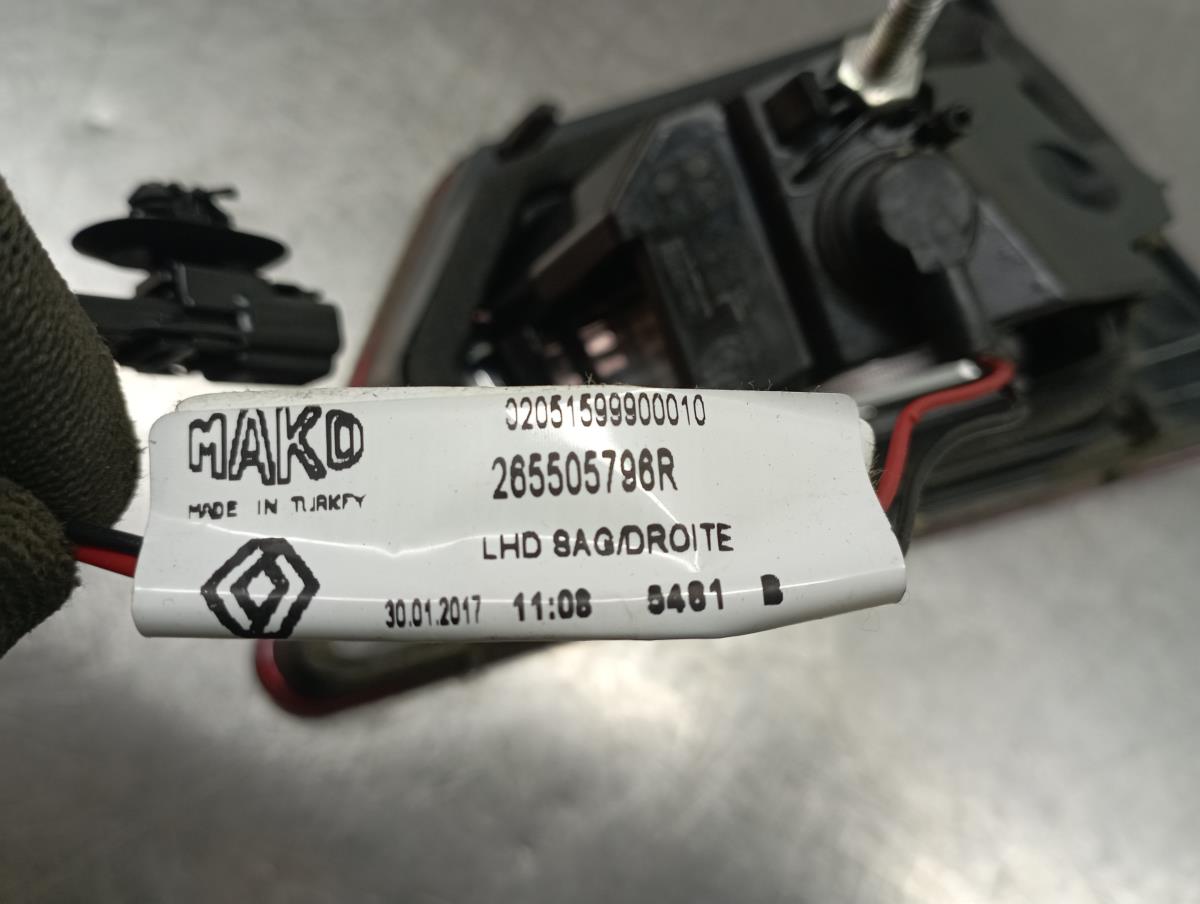 MAKO
02051599900010
265505796R
MADE IN TURKEY
LHD SAG/DROITE
30.01.2017 11:08 5481 B